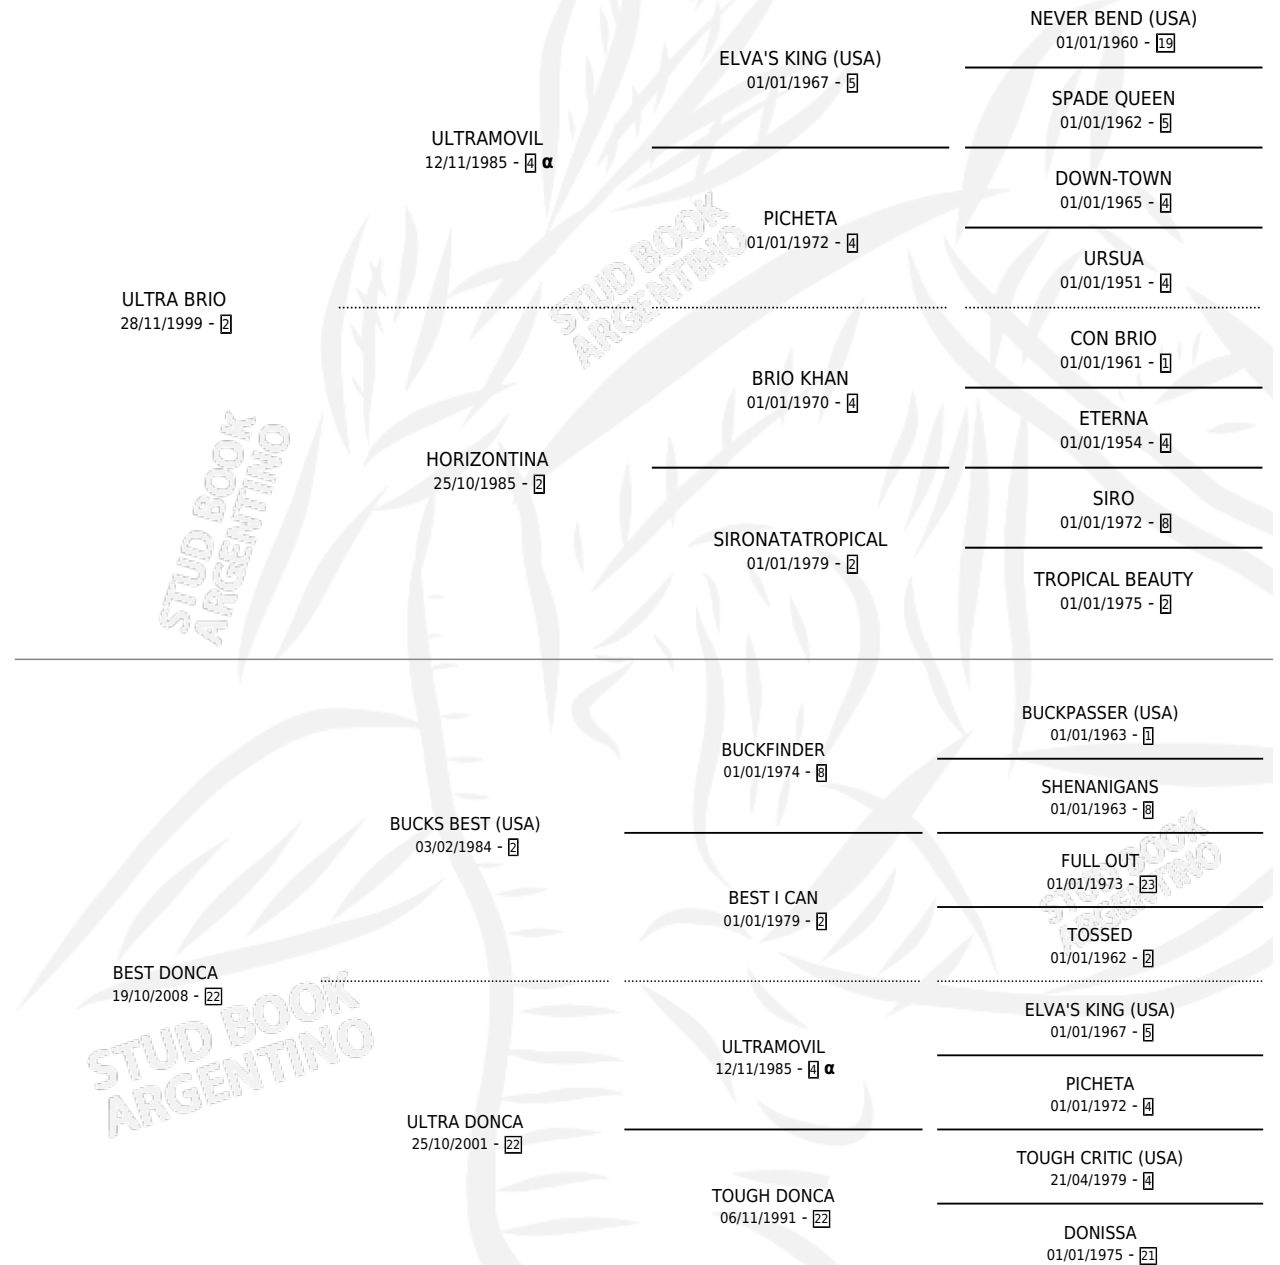 NEVER BEND (USA)
01/01/1960 - 19
ELVA'S KING (USA)
01/01/1967 - 5
SPADE QUEEN
01/01/1962 - 5
ULTRAMOVIL
12/11/1985 - 4 α
DOWN-TOWN
01/01/1965 - 4
PICHETA
01/01/1972 - 4
URSUA
01/01/1951 - 4
ULTRA BRIO
28/11/1999 - 2
STUD BOOK
ARGENTINO
CON BRIO
01/01/1961 - 1
BRIO KHAN
01/01/1970 - 4
ETERNA
01/01/1954 - 4
HORIZONTINA
25/10/1985 - 2
SIRO
01/01/1972 - 8
SIRONATATROPICAL
01/01/1979 - 2
TROPICAL BEAUTY
01/01/1975 - 2
STUD BOOK
ARGENTINO
BUCKPASSER (USA)
01/01/1963 - 1
BUCKFINDER
01/01/1974 - 8
SHENANIGANS
01/01/1963 - 8
BUCKS BEST (USA)
03/02/1984 - 2
FULL OUT
01/01/1973 - 23
BEST I CAN
01/01/1979 - 2
TOSSED
01/01/1962 - 2
STUD BOOK
ARGENTINO
BEST DONCA
19/10/2008 - 22
ELVA'S KING (USA)
01/01/1967 - 5
ULTRAMOVIL
12/11/1985 - 4 α
PICHETA
01/01/1972 - 4
STUD BOOK
ARGENTINO
ULTRA DONCA
25/10/2001 - 22
TOUGH CRITIC (USA)
21/04/1979 - 4
TOUGH DONCA
06/11/1991 - 22
DONISSA
01/01/1975 - 21